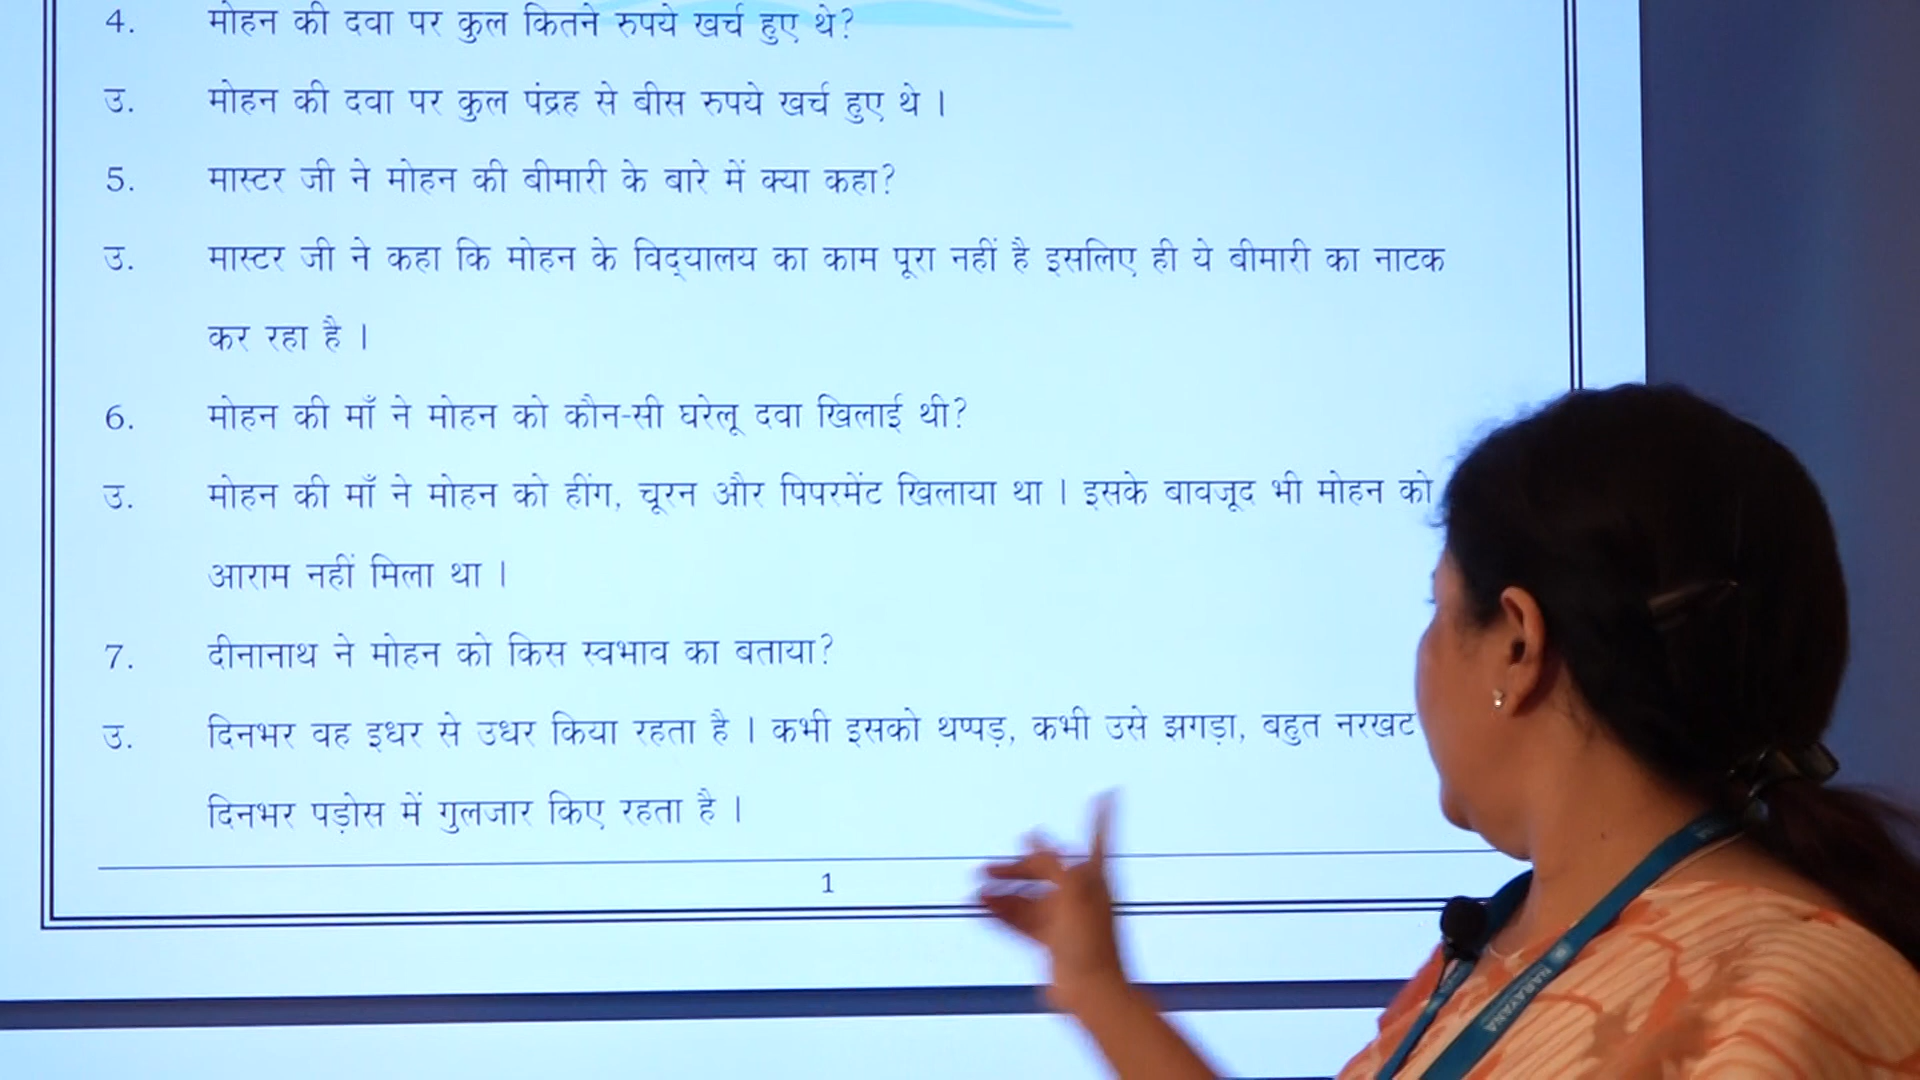 4. मोहन की दवा पर कुल कितने रुपये खर्च हुए थे?
उ. मोहन की दवा पर कुल पंद्रह से बीस रुपये खर्च हुए थे ।
5. मास्टर जी ने मोहन की बीमारी के बारे में क्या कहा?
उ. मास्टर जी ने कहा कि मोहन के विद्यालय का काम पूरा नहीं है इसलिए ही ये बीमारी का नाटक
कर रहा है ।
6. मोहन की माँ ने मोहन को कौन-सी घरेलू दवा खिलाई थी?
उ. मोहन की माँ ने मोहन को हींग, चूरन और पिपरमेंट खिलाया था । इसके बावजूद भी मोहन को
आराम नहीं मिला था ।
7. दीनानाथ ने मोहन को किस स्वभाव का बताया?
उ. दिनभर वह इधर से उधर किया रहता है । कभी इसको थप्पड़, कभी उसे झगड़ा, बहुत नरखट
दिनभर पड़ोस में गुलजार किए रहता है ।
1
NARAYANA